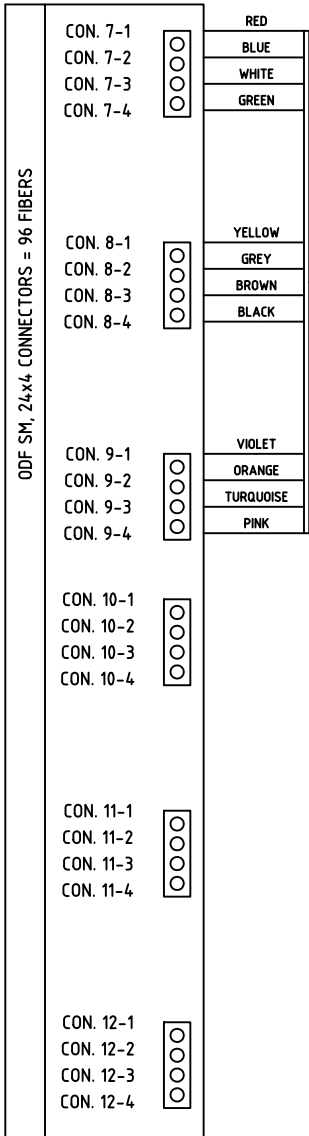 ODF SM, 24x4 CONNECTORS = 96 FIBERS
CON. 7-1
RED
CON. 7-2
BLUE
CON. 7-3
WHITE
CON. 7-4
GREEN
CON. 8-1
YELLOW
CON. 8-2
GREY
CON. 8-3
BROWN
CON. 8-4
BLACK
CON. 9-1
VIOLET
CON. 9-2
ORANGE
CON. 9-3
TURQUOISE
CON. 9-4
PINK
CON. 10-1
CON. 10-2
CON. 10-3
CON. 10-4
CON. 11-1
CON. 11-2
CON. 11-3
CON. 11-4
CON. 12-1
CON. 12-2
CON. 12-3
CON. 12-4